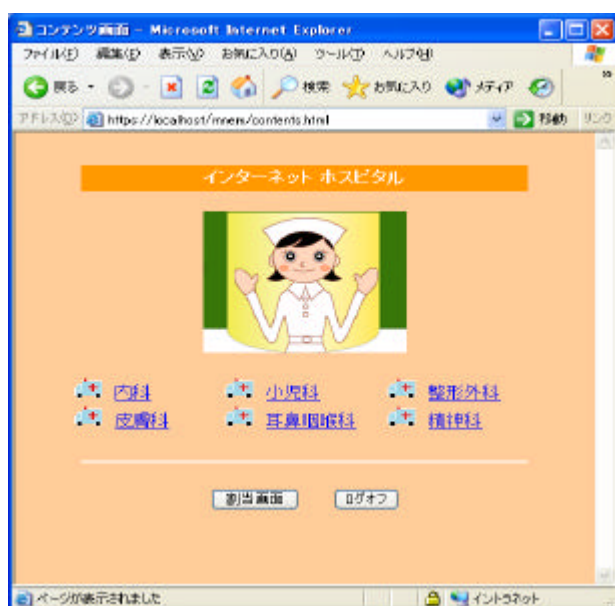 コンテンツ画面 - Microsoft Internet Explorer
ファイル(F) 編集(E) 表示(V) お気に入り(A) ツール(T) ヘルプ(H)
戻る 検索 お気に入り メディア
アドレス(D) https://localhost/mnem/contents.html 移動 リンク
インターネット ホスピタル
内科 小児科 整形外科
皮膚科 耳鼻咽喉科 精神科
割当画面 ログオフ
ページが表示されました イントラネット